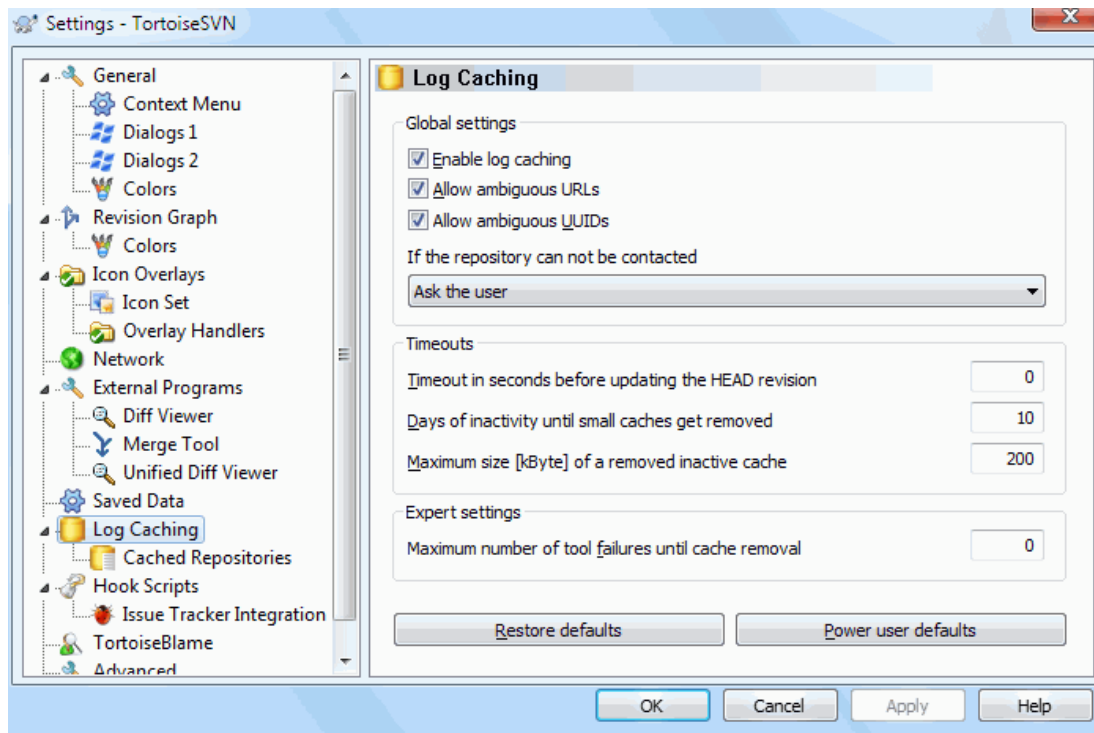 Settings - TortoiseSVN
X
General
Context Menu
Dialogs 1
Dialogs 2
Colors
Revision Graph
Colors
Icon Overlays
Icon Set
Overlay Handlers
Network
External Programs
Diff Viewer
Merge Tool
Unified Diff Viewer
Saved Data
Log Caching
Cached Repositories
Hook Scripts
Issue Tracker Integration
TortoiseBlame
Advanced
Log Caching
Global settings
Enable log caching
Allow ambiguous URLs
Allow ambiguous UUIDs
If the repository can not be contacted
Ask the user
Timeouts
Timeout in seconds before updating the HEAD revision 0
Days of inactivity until small caches get removed 10
Maximum size [kByte] of a removed inactive cache 200
Expert settings
Maximum number of tool failures until cache removal 0
Restore defaults Power user defaults
OK Cancel Apply Help